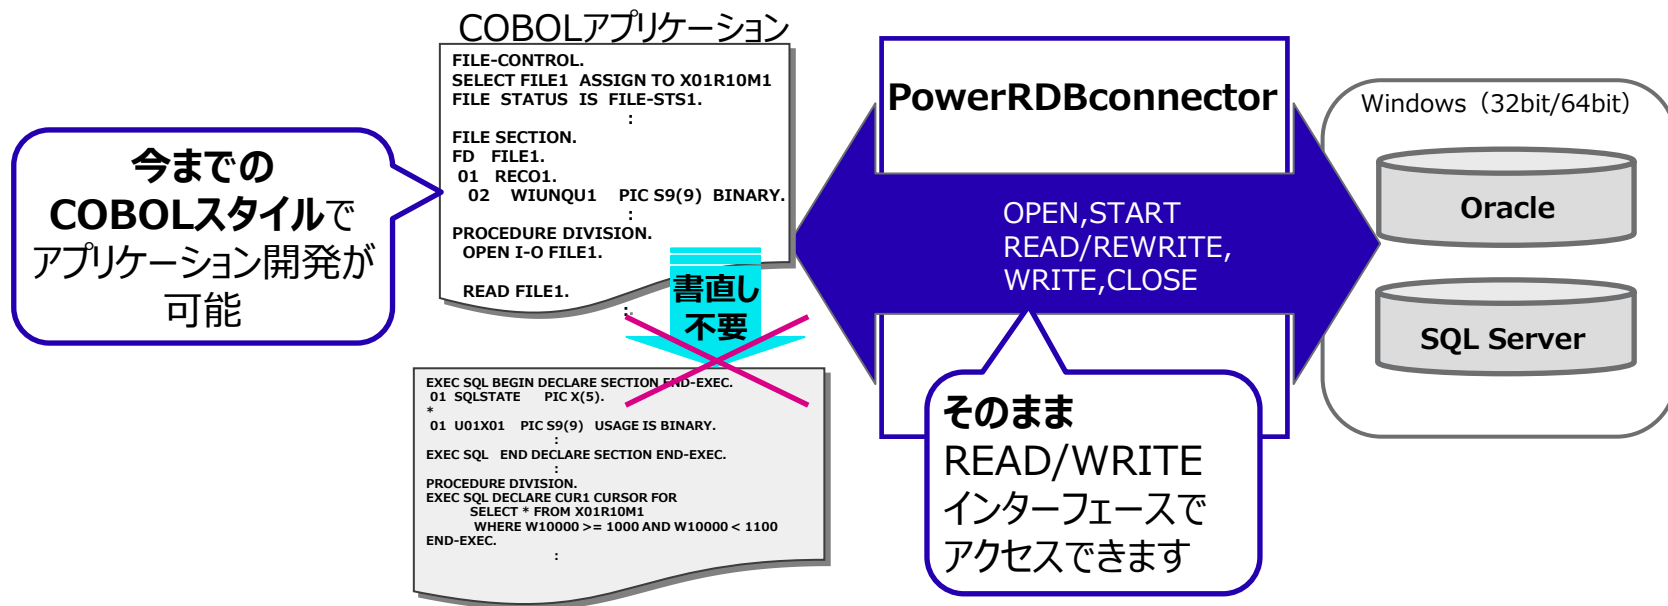 COBOLアプリケーション
FILE-CONTROL.
SELECT FILE1 ASSIGN TO X01R10M1
FILE STATUS IS FILE-STS1.
:
FILE SECTION.
FD FILE1.
01 RECO1.
02 WIUNQU1 PIC S9(9) BINARY.
:
PROCEDURE DIVISION.
OPEN I-O FILE1.
READ FILE1.
:.
今までの
COBOLスタイルで
アプリケーション開発が
可能
書直し
不要
EXEC SQL BEGIN DECLARE SECTION END-EXEC.
01 SQLSTATE PIC X(5).
*
01 U01X01 PIC S9(9) USAGE IS BINARY.
:
EXEC SQL END DECLARE SECTION END-EXEC.
:
PROCEDURE DIVISION.
EXEC SQL DECLARE CUR1 CURSOR FOR
SELECT * FROM X01R10M1
WHERE W10000 >= 1000 AND W10000 < 1100
END-EXEC.
:
PowerRDBconnector
OPEN,START
READ/REWRITE,
WRITE,CLOSE
そのまま
READ/WRITE
インターフェースで
アクセスできます
Windows（32bit/64bit）
Oracle
SQL Server